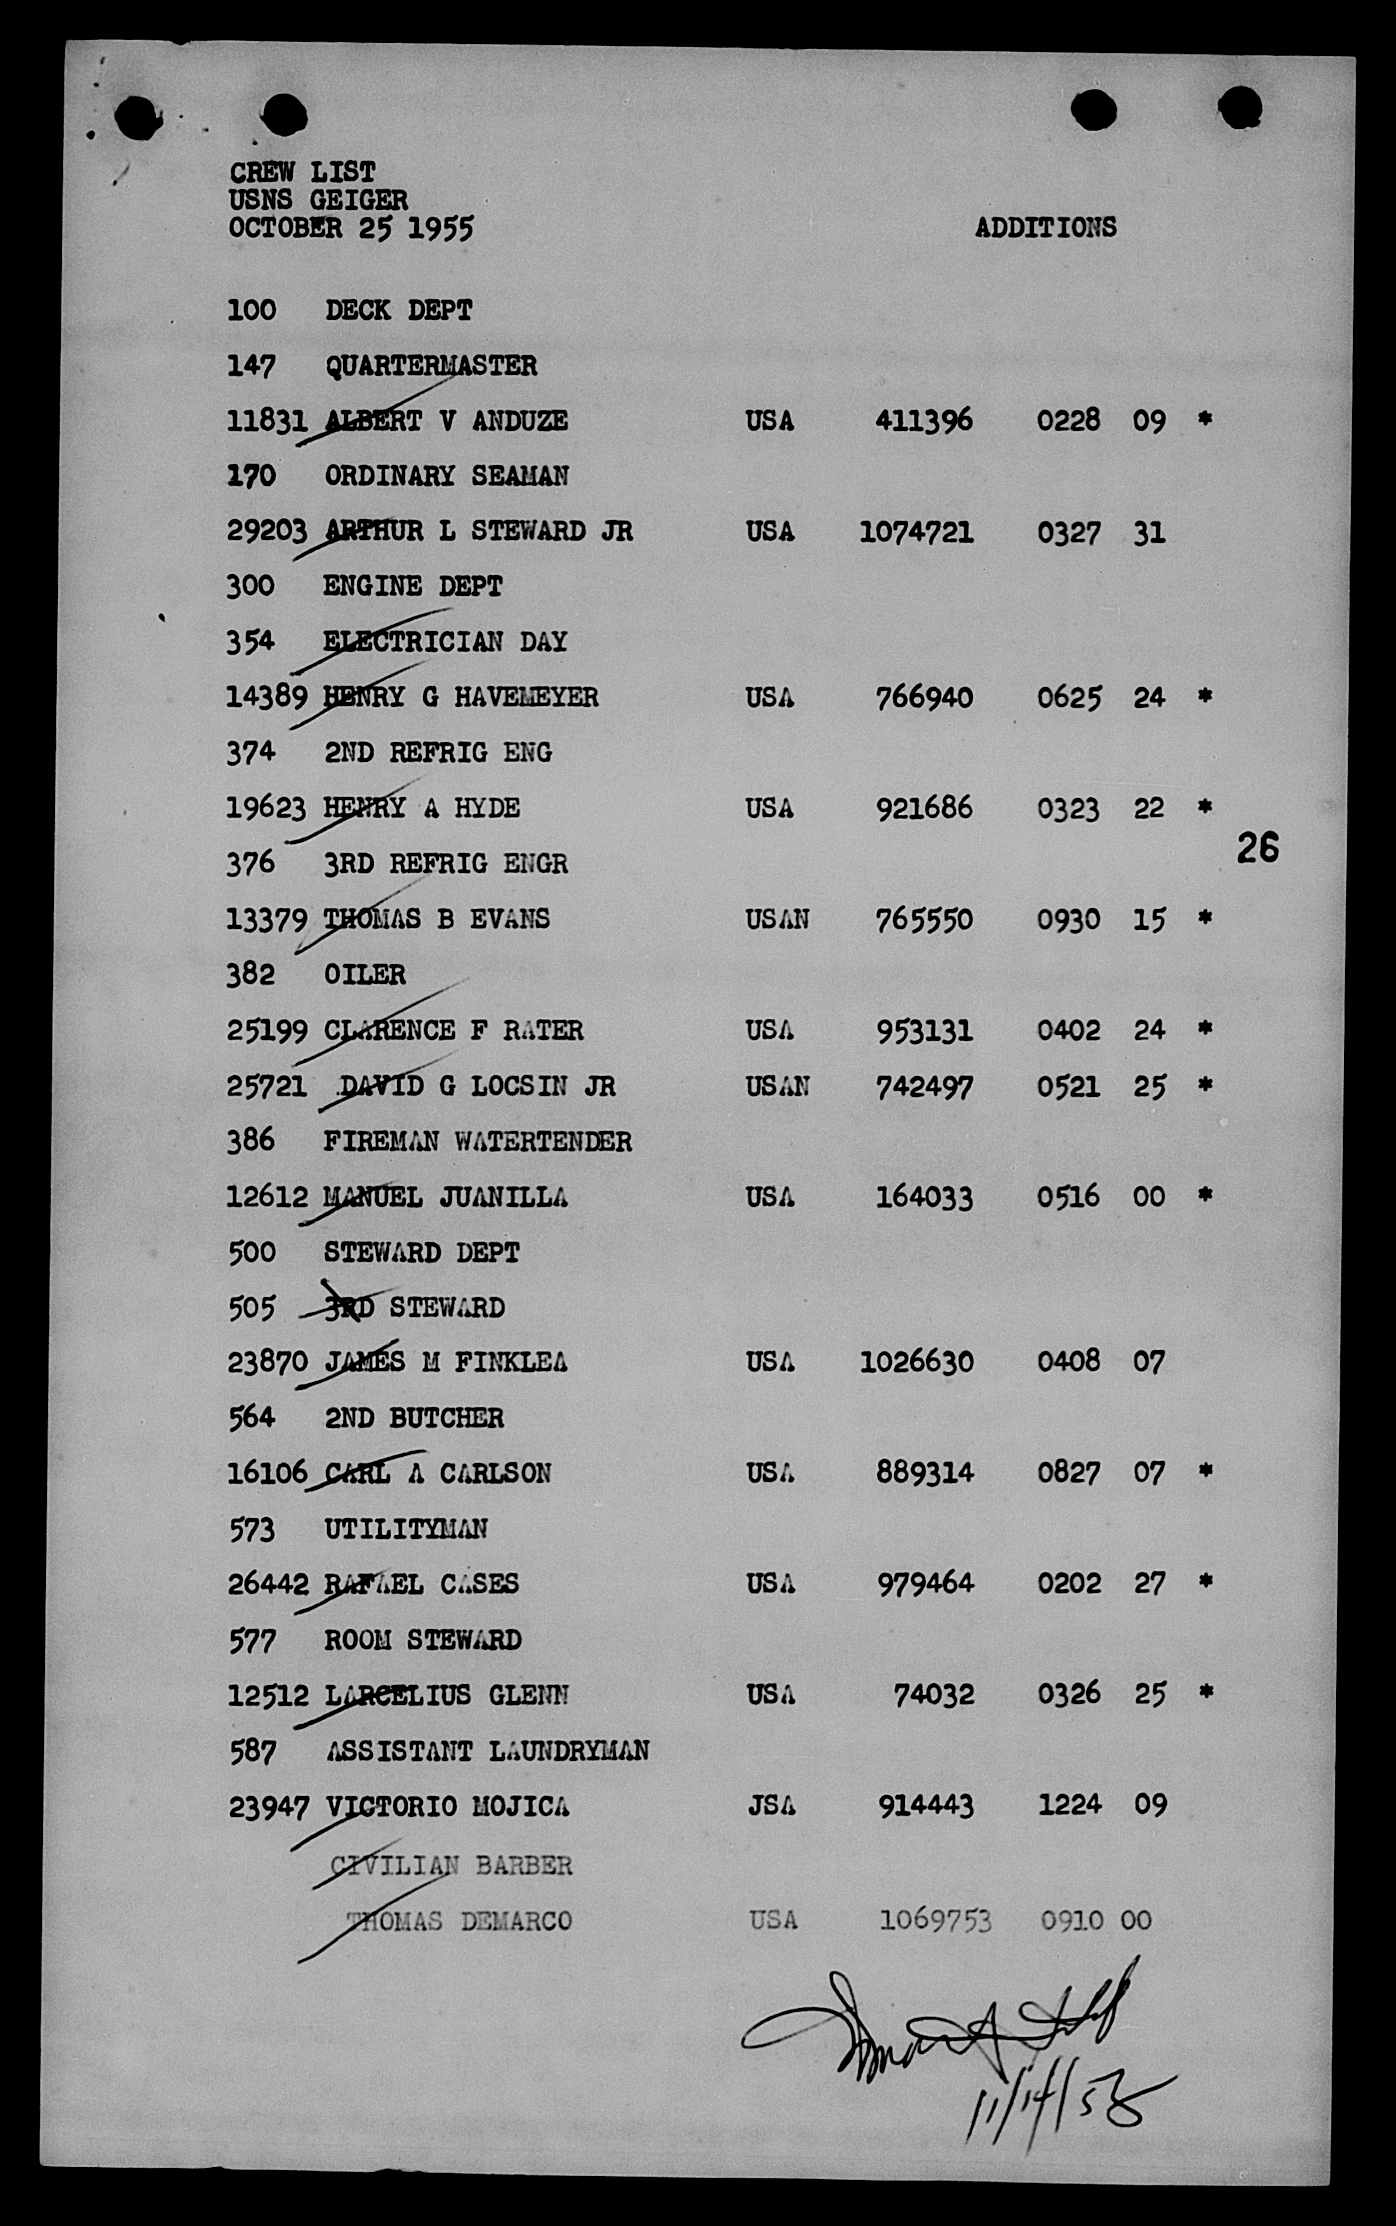 CREW LIST
USNS GEIGER
OCTOBER 25 1955 ADDITIONS
100 DECK DEPT
147 QUARTERMASTER
11831 ALBERT V ANDUZE USA 411396 0228 09 *
170 ORDINARY SEAMAN
29203 ARTHUR L STEWARD JR USA 1074721 0327 31
300 ENGINE DEPT
354 ELECTRICIAN DAY
14389 HENRY G HAVEMEYER USA 766940 0625 24 *
374 2ND REFRIG ENG
19623 HENRY A HYDE USA 921686 0323 22 *
26
376 3RD REFRIG ENGR
13379 THOMAS B EVANS USAN 765550 0930 15 *
382 OILER
25199 CLARENCE F RATER USA 953131 0402 24 *
25721 DAVID G LOCSIN JR USAN 742497 0521 25 *
386 FIREMAN WATERTENDER
12612 MANUEL JUANILLA USA 164033 0516 00 *
500 STEWARD DEPT
505 3RD STEWARD
23870 JAMES M FINKLEA USA 1026630 0408 07
564 2ND BUTCHER
16106 CARL A CARLSON USA 889314 0827 07 *
573 UTILITYMAN
26442 RAFAEL CASES USA 979464 0202 27 *
577 ROOM STEWARD
12512 LARCELIUS GLENN USA 74032 0326 25 *
587 ASSISTANT LAUNDRYMAN
23947 VICTORIO MOJICA JSA 914443 1224 09
CIVILIAN BARBER
THOMAS DEMARCO USA 1069753 0910 00